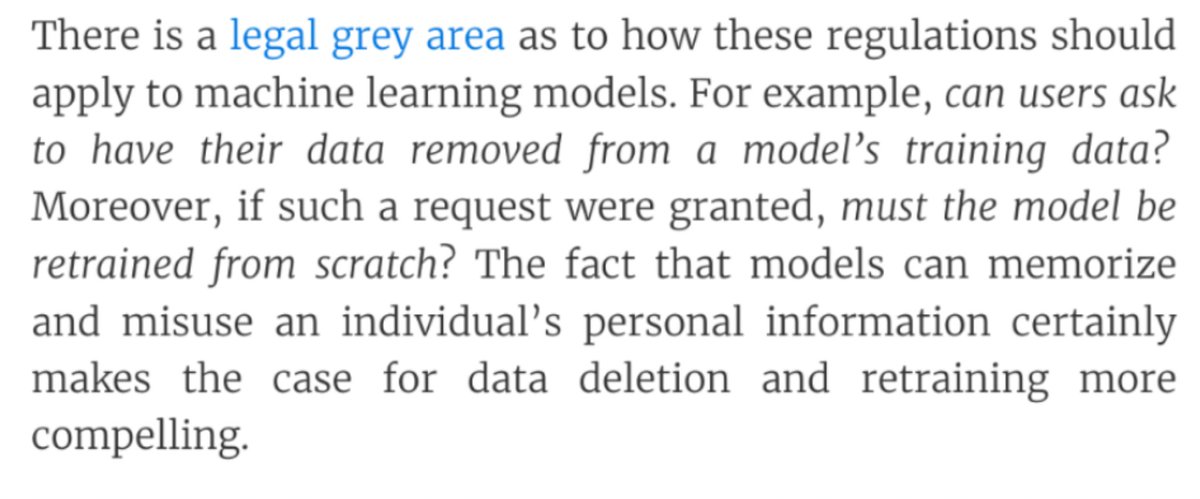 There is a legal grey area as to how these regulations should
apply to machine learning models. For example, can users ask
to have their data removed from a model’s training data?
Moreover, if such a request were granted, must the model be
retrained from scratch? The fact that models can memorize
and misuse an individual’s personal information certainly
makes the case for data deletion and retraining more
compelling.